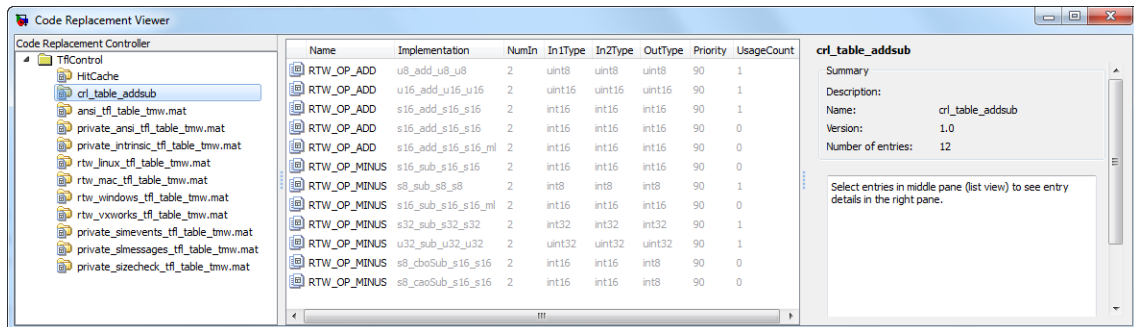 Code Replacement Viewer
Code Replacement Controller
TflControl
HitCache
crl_table_addsub
ansi_tfl_table_tmw.mat
private_ansi_tfl_table_tmw.mat
private_intrinsic_tfl_table_tmw.mat
rtw_linux_tfl_table_tmw.mat
rtw_mac_tfl_table_tmw.mat
rtw_windows_tfl_table_tmw.mat
rtw_vxworks_tfl_table_tmw.mat
private_simevents_tfl_table_tmw.mat
private_slmessages_tfl_table_tmw.mat
private_sizecheck_tfl_table_tmw.mat
Name Implementation NumIn In1Type In2Type OutType Priority UsageCount
RTW_OP_ADD u8_add_u8_u8 2 uint8 uint8 uint8 90 1
RTW_OP_ADD u16_add_u16_u16 2 uint16 uint16 uint16 90 1
RTW_OP_ADD s16_add_s16_s16 2 int16 int16 int16 90 0
RTW_OP_ADD s16_add_s16_s16 2 int16 int16 int16 90 0
RTW_OP_ADD s16_add_s16_s16_ml 2 int16 int16 int16 90 0
RTW_OP_MINUS s16_sub_s16_s16 2 int16 int16 int16 90 0
RTW_OP_MINUS s8_sub_s8_s8 2 int8 int8 int8 90 1
RTW_OP_MINUS s16_sub_s16_s16_ml 2 int16 int16 int16 90 0
RTW_OP_MINUS s32_sub_s32_s32 2 int32 int32 int32 90 1
RTW_OP_MINUS u32_sub_u32_u32 2 uint32 uint32 uint32 90 1
RTW_OP_MINUS s8_cboSub_s16_s16 2 int16 int16 int8 90 0
RTW_OP_MINUS s8_caoSub_s16_s16 2 int16 int16 int8 90 0
crl_table_addsub
Summary
Description:
Name: crl_table_addsub
Version: 1.0
Number of entries: 12
Select entries in middle pane (list view) to see entry
details in the right pane.